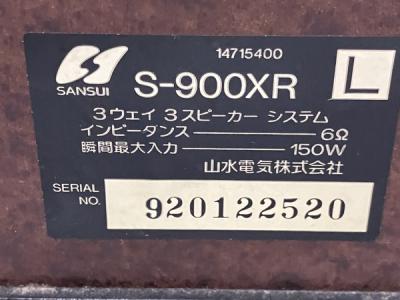 14715400
SANSUI S-900XR L
3ウェイ 3スピーカー システム
インピーダンス 6Ω
瞬間最大入力 150W
山水電気株式会社
SERIAL NO. 920122520